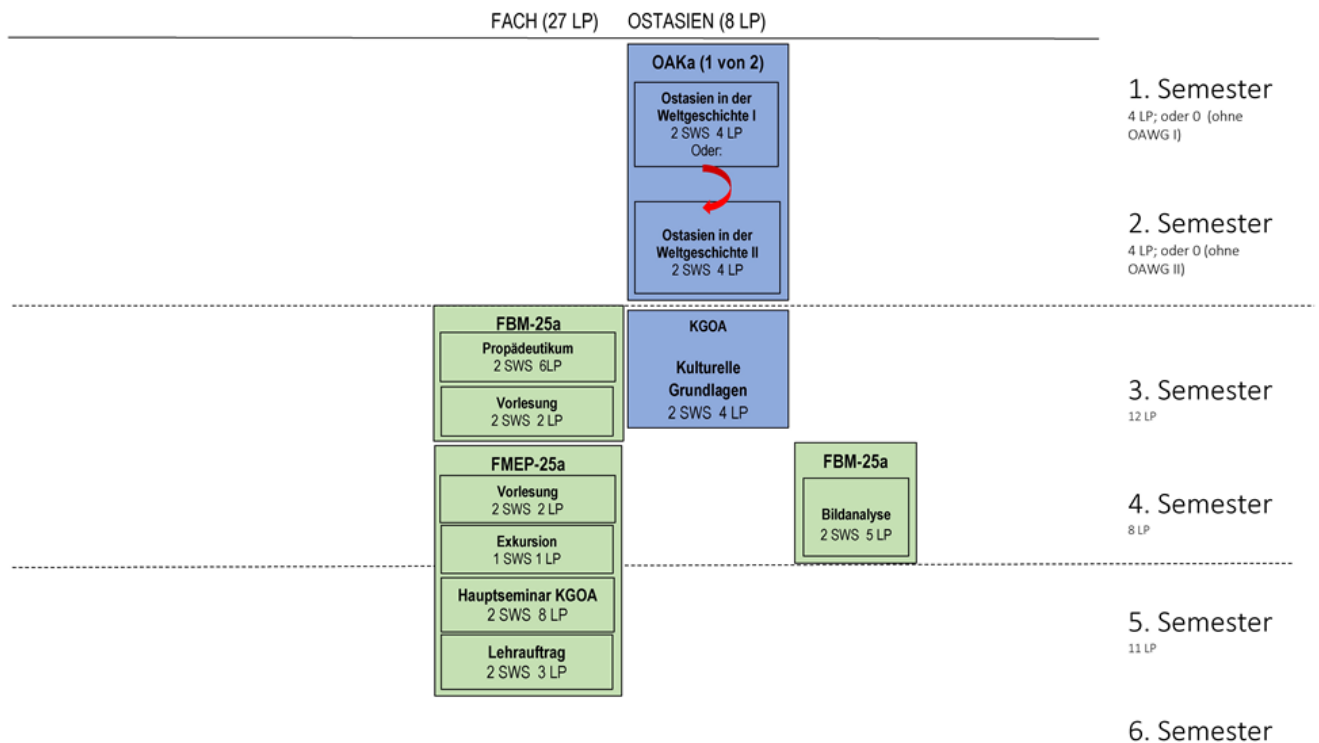 FACH (27 LP)
OSTASIEN (8 LP)
OAKa (1 von 2)
Ostasien in der
Weltgeschichte I
2 SWS 4 LP
Oder:
1. Semester
4 LP; oder 0 (ohne
OAWG I)
Ostasien in der
Weltgeschichte II
2 SWS 4 LP
2. Semester
4 LP; oder 0 (ohne
OAWG II)
FBM-25a
Propädeutikum
2 SWS 6LP
Vorlesung
2 SWS 2 LP
KGOA
Kulturelle
Grundlagen
2 SWS 4 LP
3. Semester
12 LP
FMEP-25a
Vorlesung
2 SWS 2 LP
Exkursion
1 SWS 1 LP
Hauptseminar KGOA
2 SWS 8 LP
Lehrauftrag
2 SWS 3 LP
FBM-25a
Bildanalyse
2 SWS 5 LP
4. Semester
8 LP
5. Semester
11 LP
6. Semester